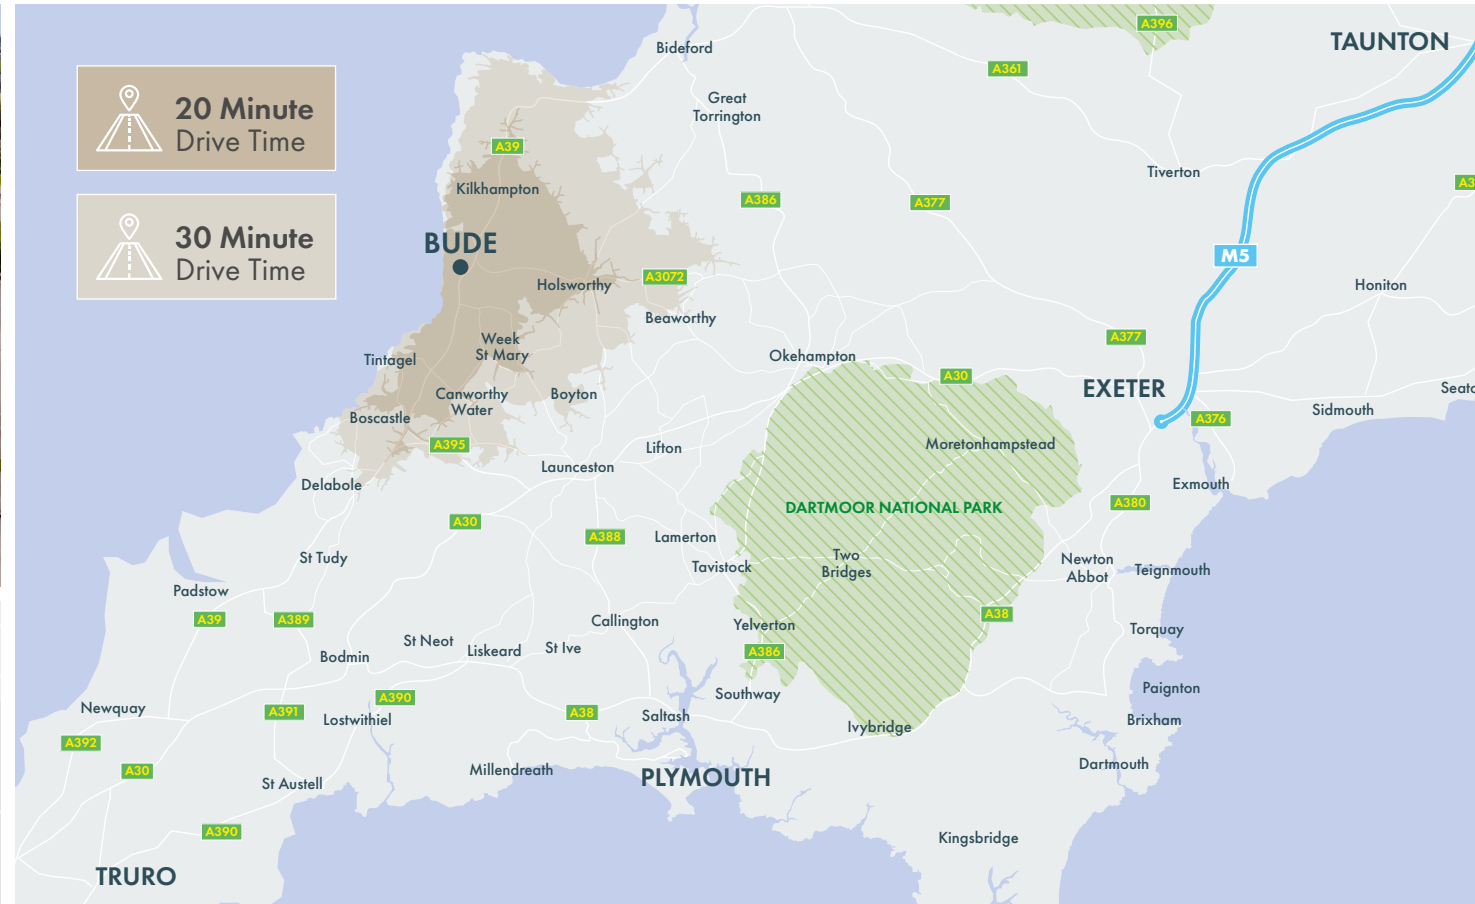 20 Minute
Drive Time
30 Minute
Drive Time
A396
TAUNTON
Bideford
A361
Great
Torrington
A39
Tiverton
Kilkhampton
A386
A377
BUDE
M5
Holsworthy
A3072
Honiton
Beaworthy
Week
St Mary
A377
Tintagel
Okehampton
A30
EXETER
Canworthy
Water
Boyton
Boscastle
Sidmouth
A376
A395
Lifton
Moretonhampstead
Launceston
Delabole
Exmouth
A380
DARTMOOR NATIONAL PARK
A30
A388
Lamerton
St Tudy
Two
Bridges
Newton
Abbot
Tavistock
Teignmouth
Padstow
A39
A389
A38
Callington
Yelverton
Torquay
St Neot
Liskeard
St Ive
A386
Bodmin
Paignton
Southway
A390
Newquay
A391
Lostwithiel
A38
Saltash
Brixham
Ivybridge
A392
A30
Millendreath
PLYMOUTH
Dartmouth
St Austell
A390
Kingsbridge
TRURO